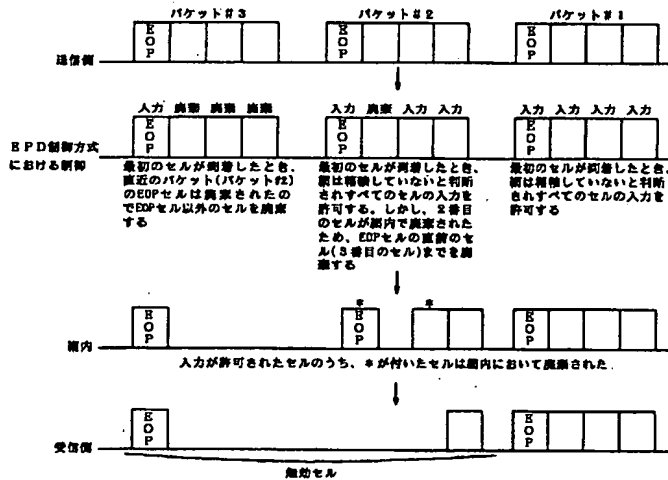 パケット#3 パケット#2 パケット#1
EOP EOP EOP
送信側
入力 廃棄 廃棄 廃棄 入力 廃棄 入力 入力 入力 入力 入力 入力
EOP EOP EOP
EPD制御方式
における制御
最初のセルが到着したとき、
直近のパケット(パケット#2)
のEOPセルは廃棄されたの
でEOPセル以外のセルを廃棄
する
最初のセルが到着したとき、
網は輻輳していないと判断
されすべてのセルの入力を
許可する。しかし、2番目
のセルが網内で廃棄された
ため、EOPセルの直前のセ
ル(3番目のセル)までを廃
棄する
最初のセルが到着したとき、
網は輻輳していないと判断
されすべてのセルの入力を
許可する
* *
EOP EOP EOP
網内
入力が許可されたセルのうち、*が付いたセルは網内において廃棄された
EOP EOP
受信側
無効セル